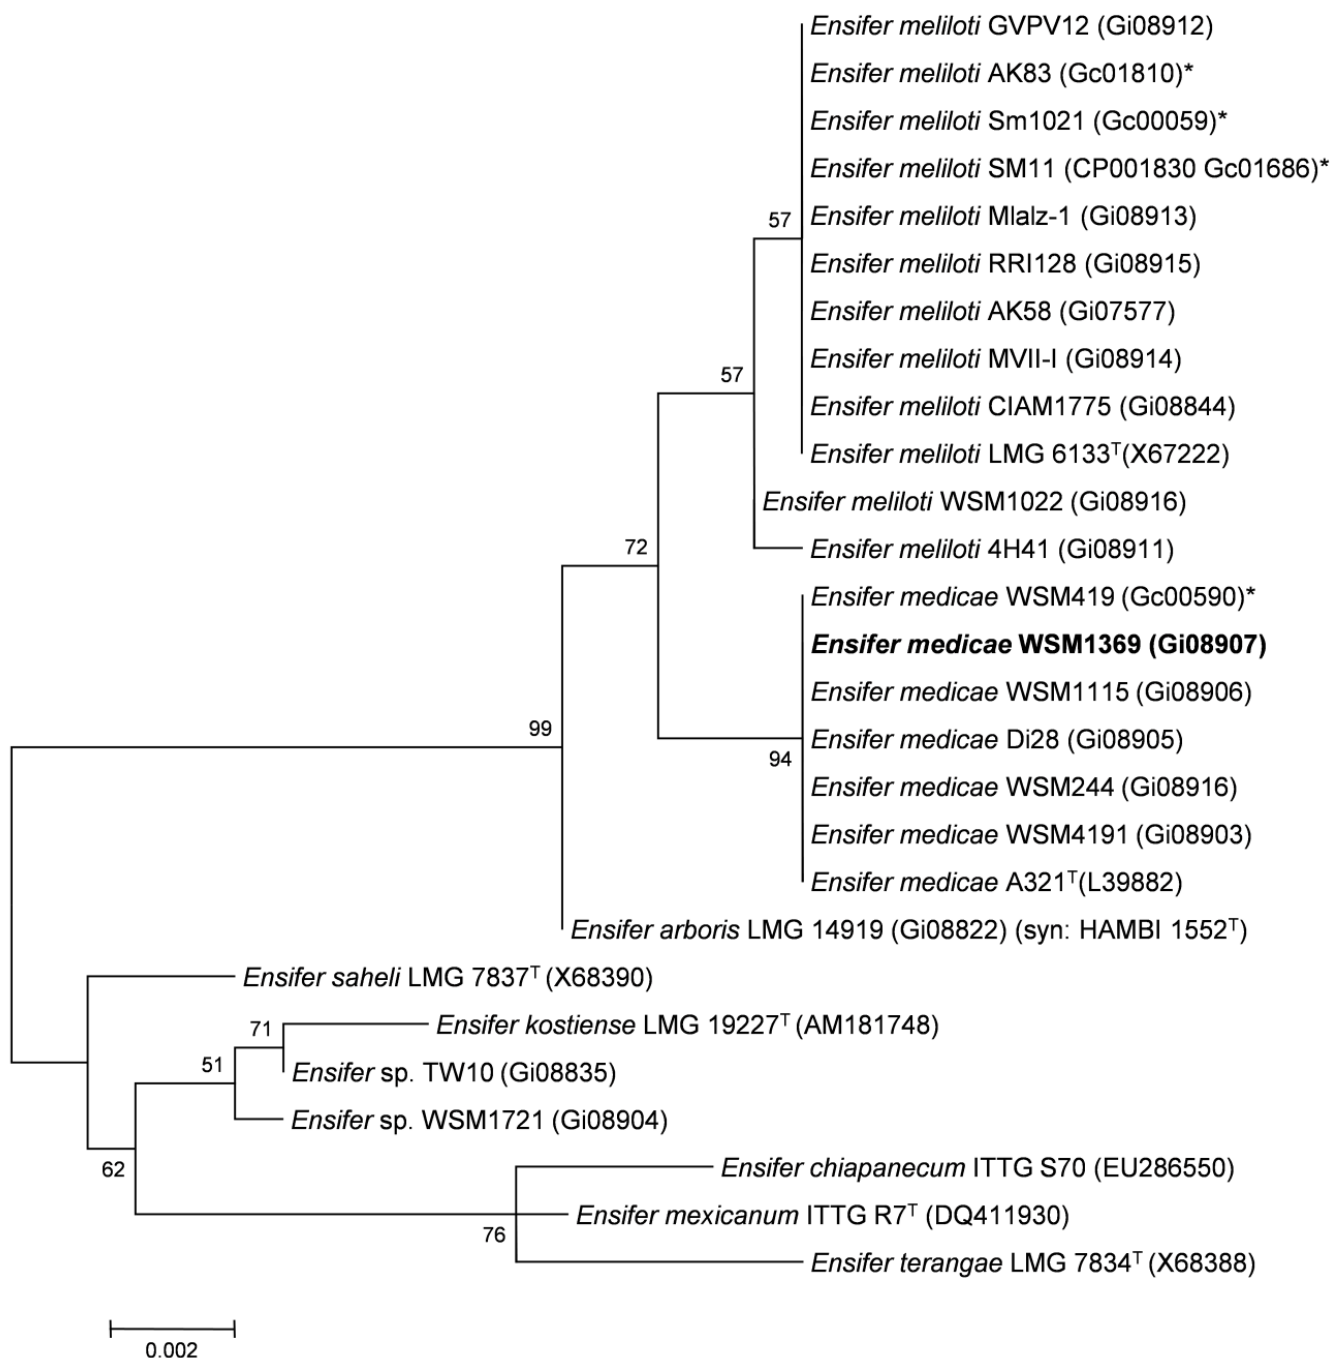 Ensifer meliloti GVPV12 (Gi08912)
Ensifer meliloti AK83 (Gc01810)*
Ensifer meliloti Sm1021 (Gc00059)*
Ensifer meliloti SM11 (CP001830 Gc01686)*
57
Ensifer meliloti Mlalz-1 (Gi08913)
Ensifer meliloti RRI128 (Gi08915)
Ensifer meliloti AK58 (Gi07577)
Ensifer meliloti MVII-I (Gi08914)
57
Ensifer meliloti CIAM1775 (Gi08844)
Ensifer meliloti LMG 6133ᵀ(X67222)
Ensifer meliloti WSM1022 (Gi08916)
72
Ensifer meliloti 4H41 (Gi08911)
Ensifer medicae WSM419 (Gc00590)*
Ensifer medicae WSM1369 (Gi08907)
Ensifer medicae WSM1115 (Gi08906)
99
Ensifer medicae Di28 (Gi08905)
94
Ensifer medicae WSM244 (Gi08916)
Ensifer medicae WSM4191 (Gi08903)
Ensifer medicae A321ᵀ(L39882)
Ensifer arboris LMG 14919 (Gi08822) (syn: HAMBI 1552ᵀ)
Ensifer saheli LMG 7837ᵀ (X68390)
71
Ensifer kostiense LMG 19227ᵀ (AM181748)
51
Ensifer sp. TW10 (Gi08835)
Ensifer sp. WSM1721 (Gi08904)
62
Ensifer chiapanecum ITTG S70 (EU286550)
Ensifer mexicanum ITTG R7ᵀ (DQ411930)
76
Ensifer terangae LMG 7834ᵀ (X68388)
0.002